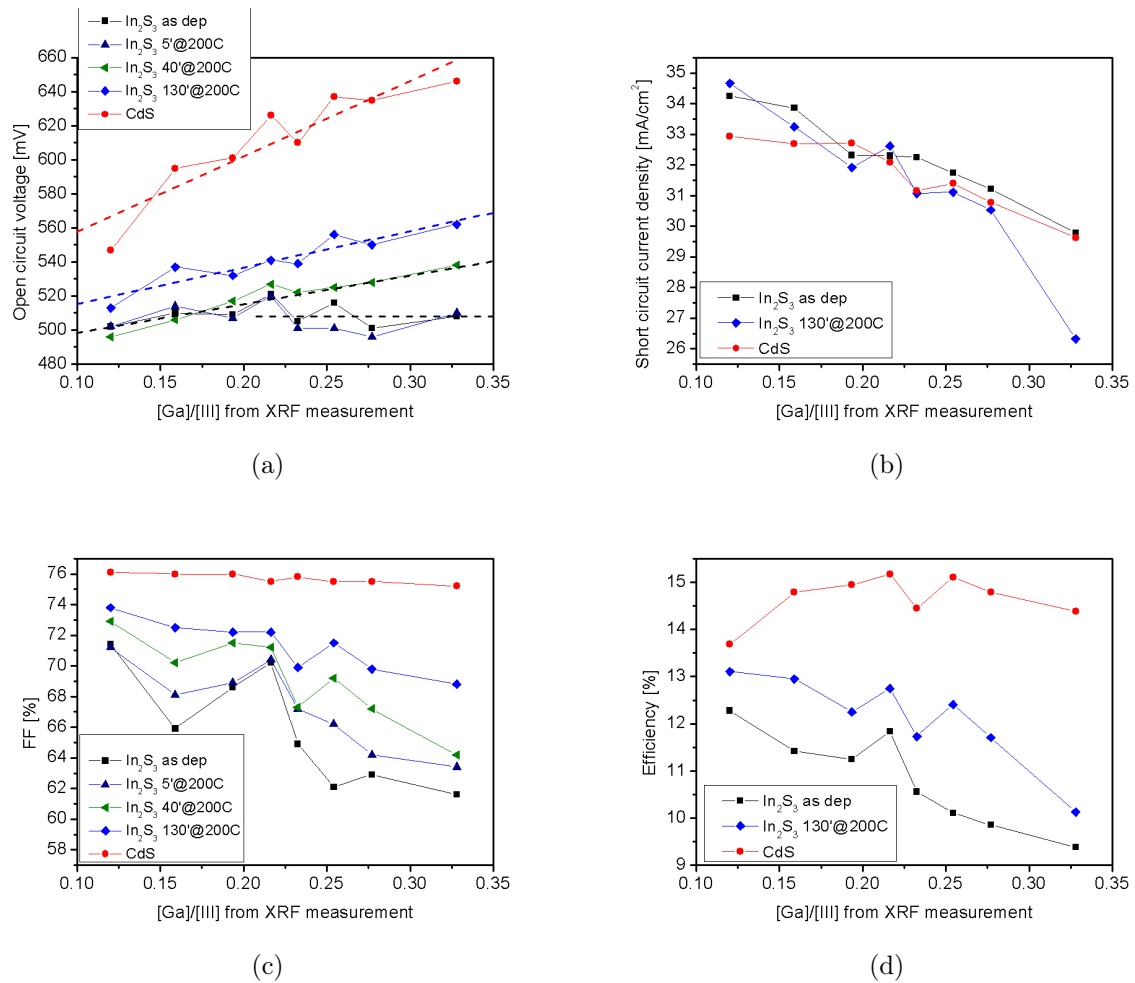 In₂S₃ as dep
In₂S₃ 5'@200C
In₂S₃ 40'@200C
In₂S₃ 130'@200C
CdS
660
640
620
600
580
560
540
520
500
480
Open circuit voltage [mV]
0.10 0.15 0.20 0.25 0.30 0.35
[Ga]/[III] from XRF measurement
(a)
35
34
33
32
31
30
29
28
27
26
Short circuit current density [mA/cm²]
In₂S₃ as dep
In₂S₃ 130'@200C
CdS
0.10 0.15 0.20 0.25 0.30 0.35
[Ga]/[III] from XRF measurement
(b)
76
74
72
70
68
66
64
62
60
58
FF [%]
In₂S₃ as dep
In₂S₃ 5'@200C
In₂S₃ 40'@200C
In₂S₃ 130'@200C
CdS
0.10 0.15 0.20 0.25 0.30 0.35
[Ga]/[III] from XRF measurement
(c)
15
14
13
12
11
10
9
Efficiency [%]
In₂S₃ as dep
In₂S₃ 130'@200C
CdS
0.10 0.15 0.20 0.25 0.30 0.35
[Ga]/[III] from XRF measurement
(d)